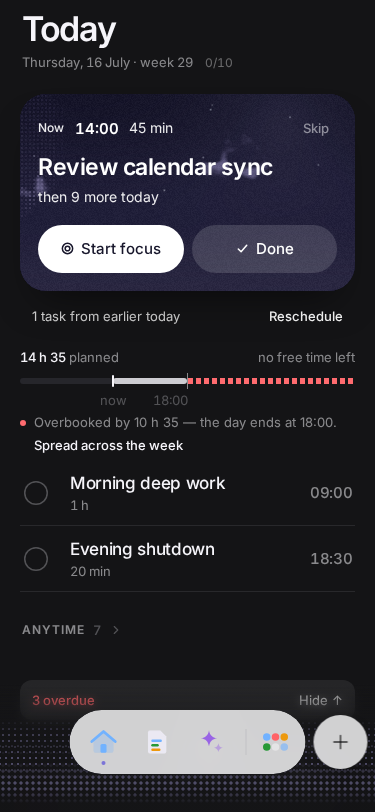 Today
Thursday, 16 July · week 29 0/10
Now 14:00 45 min Skip
Review calendar sync
then 9 more today
Start focus Done
1 task from earlier today Reschedule
14 h 35 planned no free time left
now 18:00
Overbooked by 10 h 35 — the day ends at 18:00.
Spread across the week
Morning deep work 09:00
1 h
Evening shutdown 18:30
20 min
ANYTIME 7
3 overdue Hide ↑